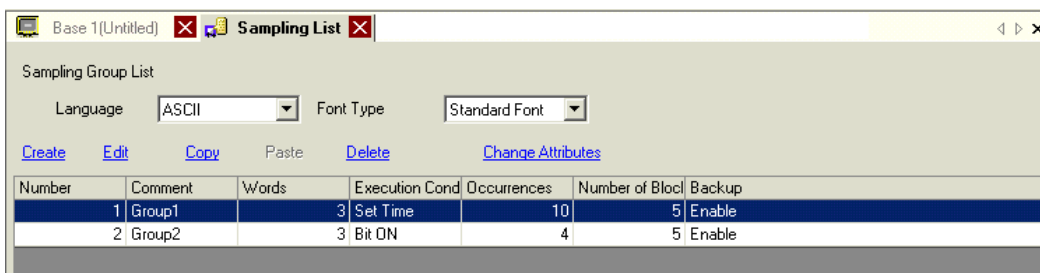 Base 1(Untitled) Sampling List
Sampling Group List
Language ASCII Font Type Standard Font
Create Edit Copy Paste Delete Change Attributes
Number Comment Words Execution Cond Occurrences Number of Blocl Backup
1 Group1 3 Set Time 10 5 Enable
2 Group2 3 Bit ON 4 5 Enable